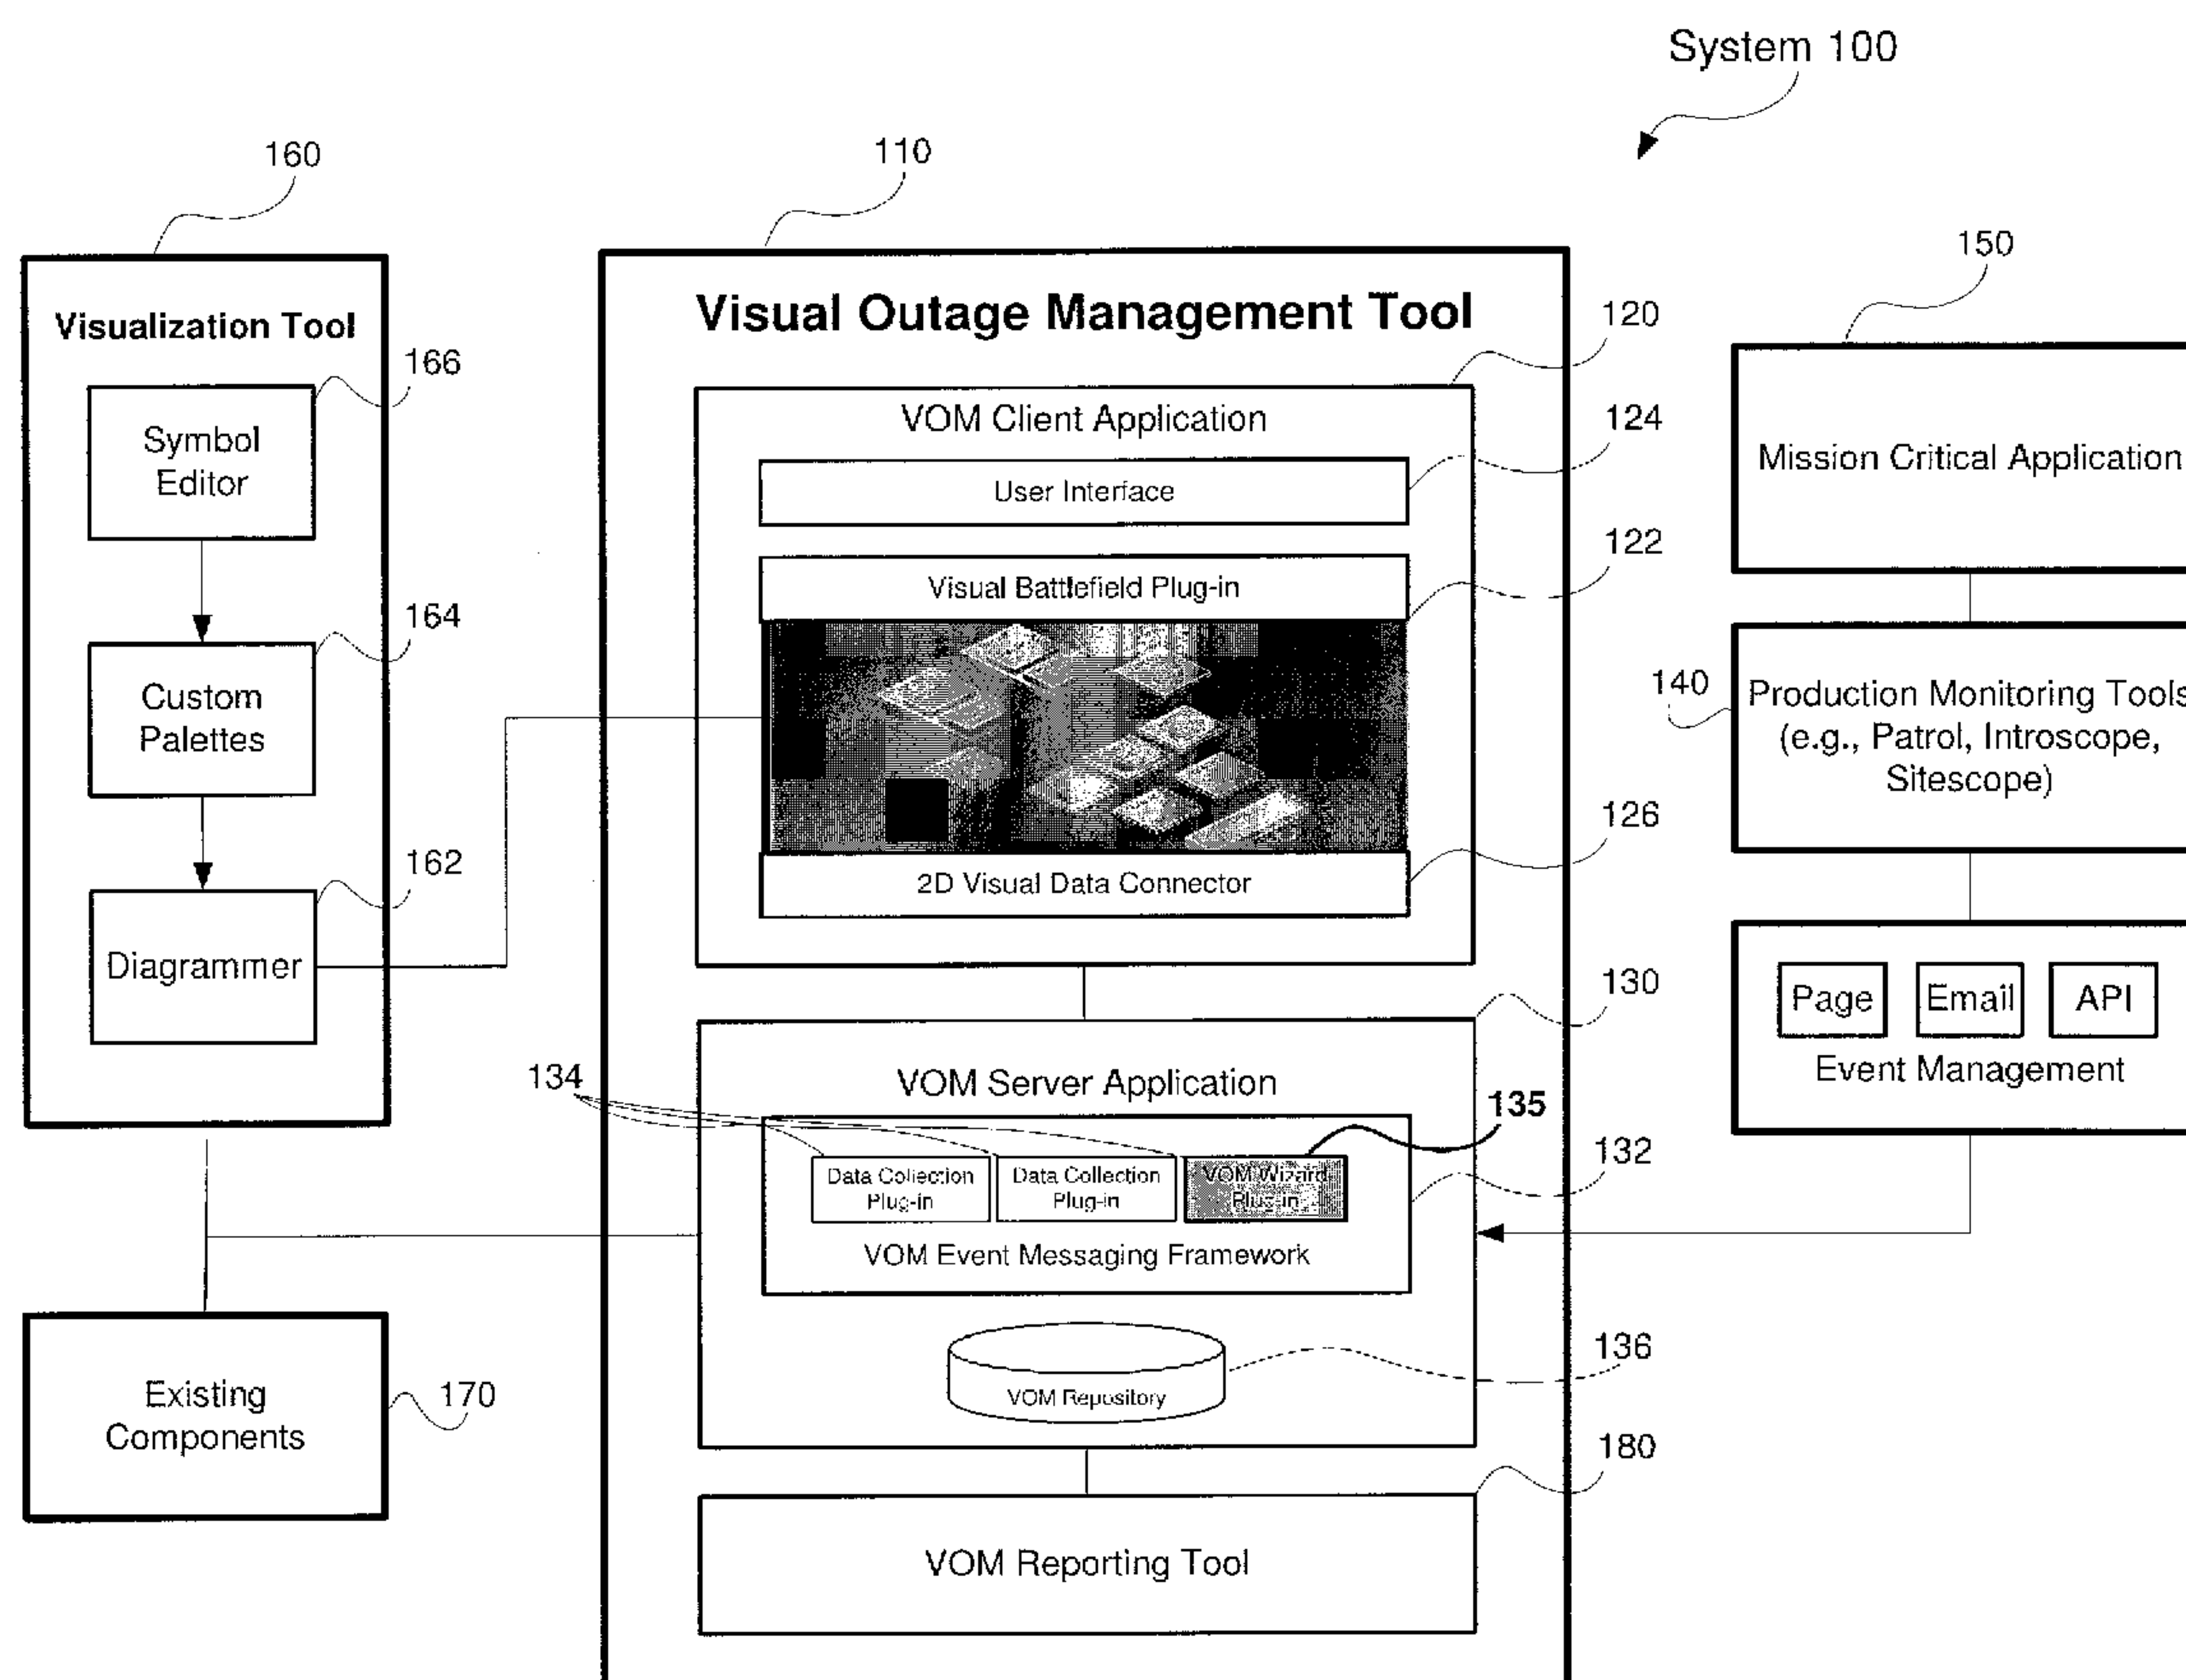 System 100
160
110
150
Visualization Tool
166
Symbol
Editor
164
Custom
Palettes
162
Diagrammer
Visual Outage Management Tool
120
VOM Client Application
124
User Interface
122
Visual Battlefield Plug-in
126
2D Visual Data Connector
130
VOM Server Application
134
135
132
Data Collection
Plug-in
Data Collection
Plug-in
VOM Wizard
Plug-in
VOM Event Messaging Framework
136
VOM Repository
180
VOM Reporting Tool
Existing
Components
170
Mission Critical Application
140
Production Monitoring Tools
(e.g., Patrol, Introscope,
Sitescope)
Page
Email
API
Event Management